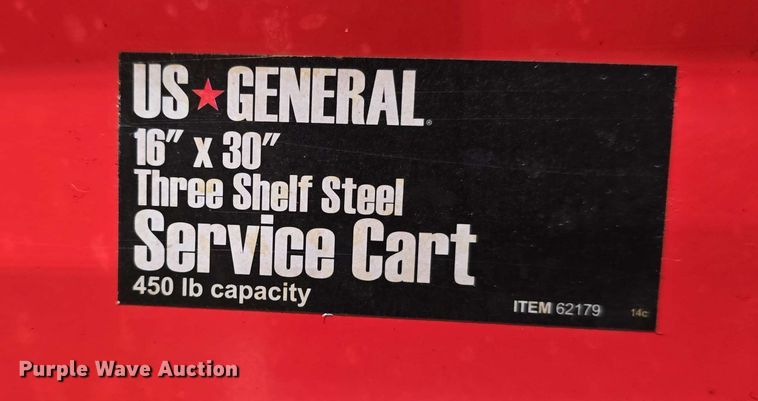 US★GENERAL®
16" x 30"
Three Shelf Steel
Service Cart
450 lb capacity
ITEM 62179 14c
Purple Wave Auction